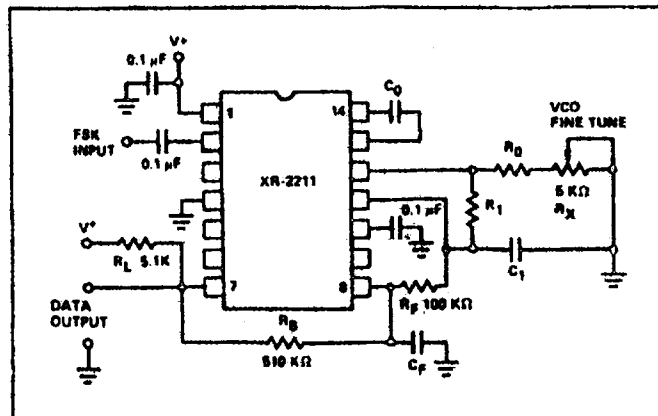 V+
0.1 µF
1
14
C0
FSK
INPUT
0.1 µF
XR-2211
VCO
FINE TUNE
R0
5 KΩ
RX
R1
0.1 µF
C1
V+
RL 5.1K
7
8
RF 100 KΩ
DATA
OUTPUT
RB
510 KΩ
CF